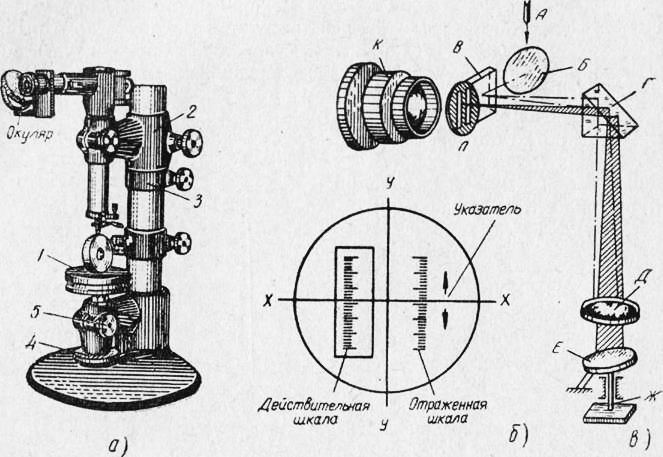 Окуляр
2
3
1
5
4
а)
У
Указатель
X
X
Действительная
шкала
Отраженная
шкала
У
б)
А
К
В
Б
Г
Л
Д
Е
Ж
в)